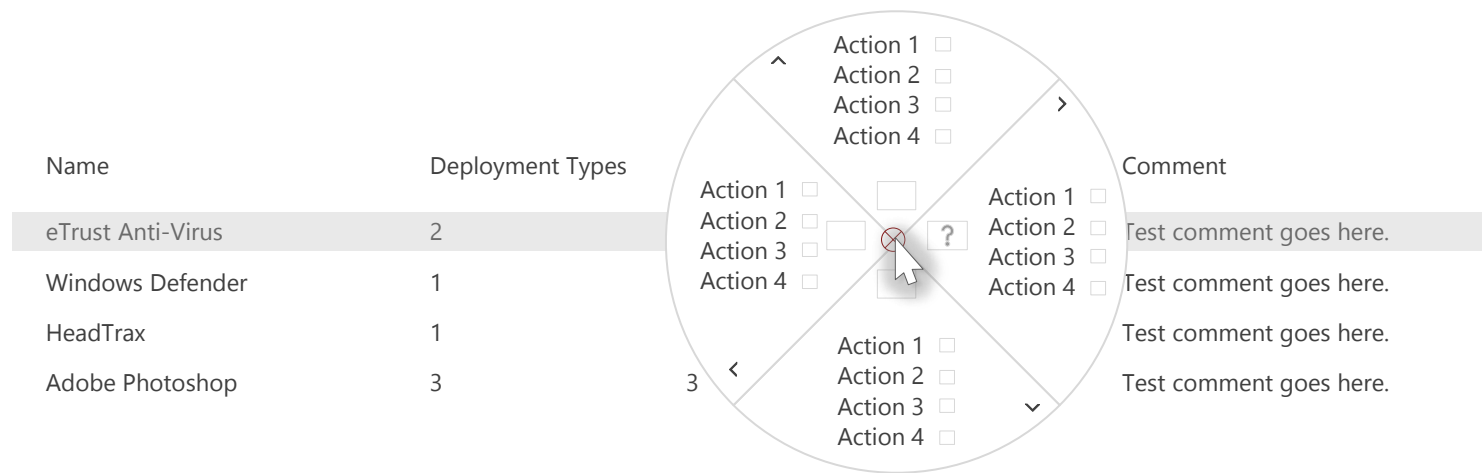 Action 1
Action 2
Action 3
Action 4
Name Deployment Types Comment
Action 1 Action 1
eTrust Anti-Virus 2 Action 2 ? Action 2 Test comment goes here.
Action 3 Action 3
Windows Defender 1 Action 4 Action 4 Test comment goes here.
HeadTrax 1 Test comment goes here.
Action 1
Adobe Photoshop 3 3 Action 2 Test comment goes here.
Action 3
Action 4